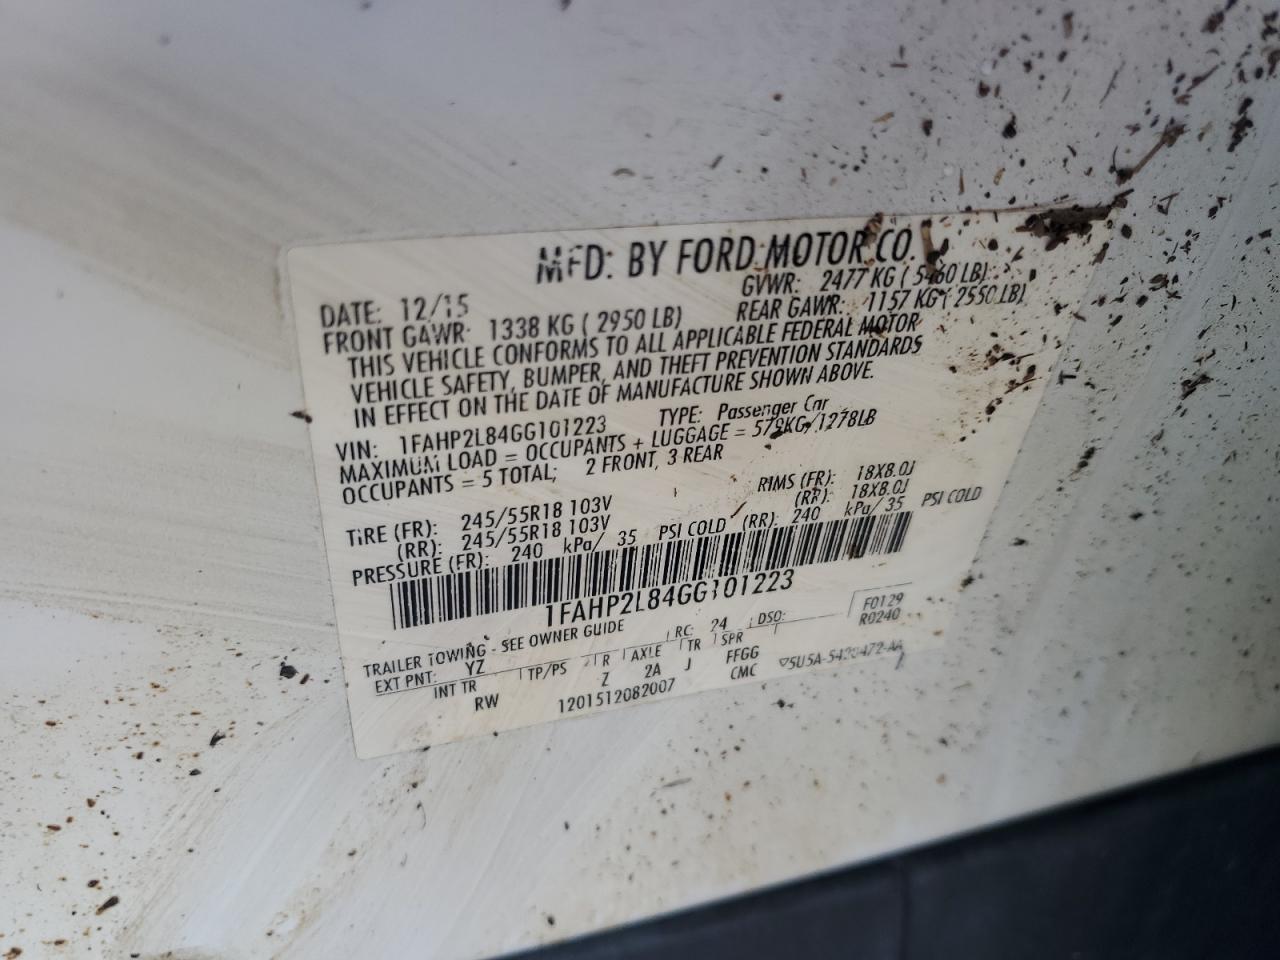 MFD: BY FORD MOTOR CO.
DATE: 12/15 GVWR: 2477 KG ( 5460 LB)
FRONT GAWR: 1338 KG ( 2950 LB) REAR GAWR: 1157 KG ( 2550 LB)
THIS VEHICLE CONFORMS TO ALL APPLICABLE FEDERAL MOTOR
VEHICLE SAFETY, BUMPER, AND THEFT PREVENTION STANDARDS
IN EFFECT ON THE DATE OF MANUFACTURE SHOWN ABOVE.
VIN: 1FAHP2L84GG101223 TYPE: Passenger Car
MAXIMUM LOAD = OCCUPANTS + LUGGAGE = 579KG/1278LB
OCCUPANTS = 5 TOTAL; 2 FRONT, 3 REAR
TIRE (FR): 245/55R18 103V RIMS (FR): 18X8.0J
(RR): 245/55R18 103V (RR): 18X8.0J
PRESSURE (FR): 240 kPa/ 35 PSI COLD (RR): 240 kPa/ 35 PSI COLD
1FAHP2L84GG101223
TRAILER TOWING - SEE OWNER GUIDE F0129
EXT PNT: YZ RC: 24 DSO: R0240
INT TR TP/PS R AXLE TR SPR
RW Z 2A J FFGG
1201512082007 CMC